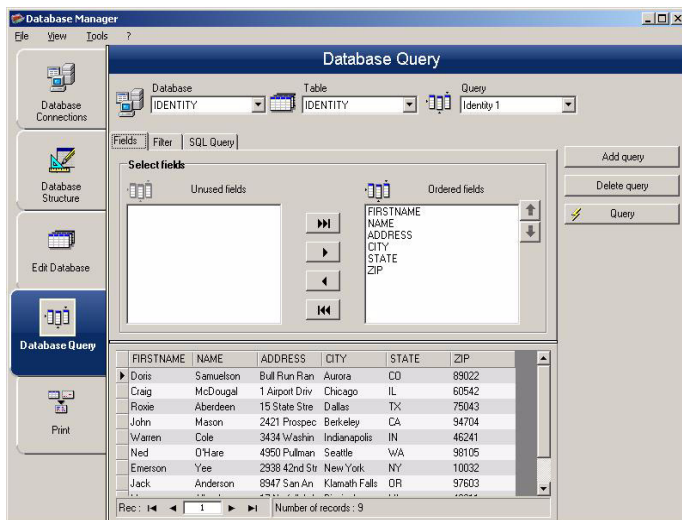 Database Manager
File View Tools ?
Database Query
Database Table Query
IDENTITY IDENTITY Identity 1
Database Connections
Database Structure
Edit Database
Database Query
Print
Fields Filter SQL Query
Select fields
Unused fields Ordered fields
FIRSTNAME
NAME
ADDRESS
CITY
STATE
ZIP
Add query
Delete query
Query
FIRSTNAME NAME ADDRESS CITY STATE ZIP
Doris Samuelson Bull Run Ran Aurora CO 89022
Craig McDougal 1 Airport Driv Chicago IL 60542
Roxie Aberdeen 15 State Stre Dallas TX 75043
John Mason 2421 Prospec Berkeley CA 94704
Warren Cole 3434 Washin Indianapolis IN 46241
Ned O'Hare 4950 Pullman Seattle WA 98105
Emerson Yee 2938 42nd Str New York NY 10032
Jack Anderson 8947 San An Klamath Falls OR 97603
Rec : 1 Number of records : 9